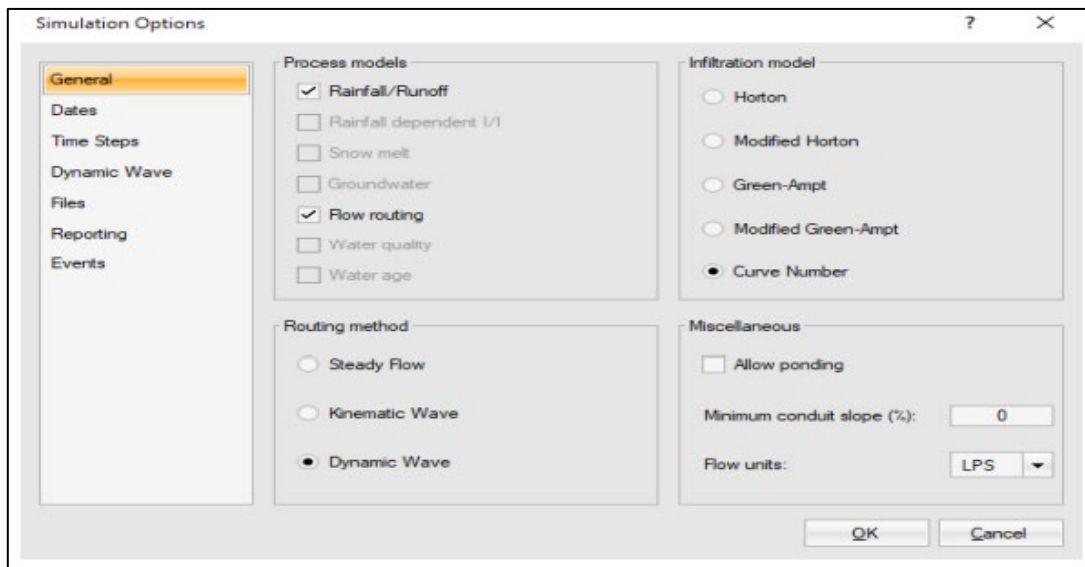 Simulation Options
?
General
Dates
Time Steps
Dynamic Wave
Files
Reporting
Events
Process models
Rainfall/Runoff
Rainfall dependent I/I
Snow melt
Groundwater
Flow routing
Water quality
Water age
Infiltration model
Horton
Modified Horton
Green-Ampt
Modified Green-Ampt
Curve Number
Routing method
Steady Flow
Kinematic Wave
Dynamic Wave
Miscellaneous
Allow ponding
Minimum conduit slope (%): 0
Flow units: LPS
OK Cancel